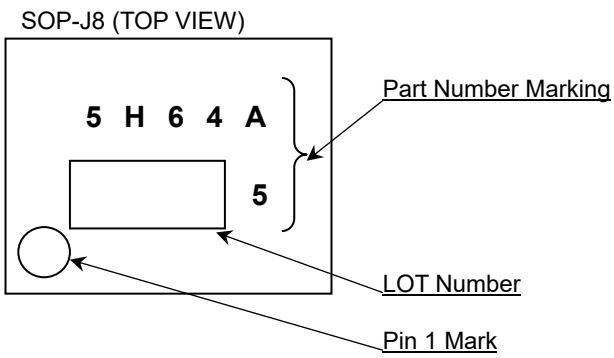 SOP-J8 (TOP VIEW)
Part Number Marking
5 H 6 4 A
5
LOT Number
Pin 1 Mark